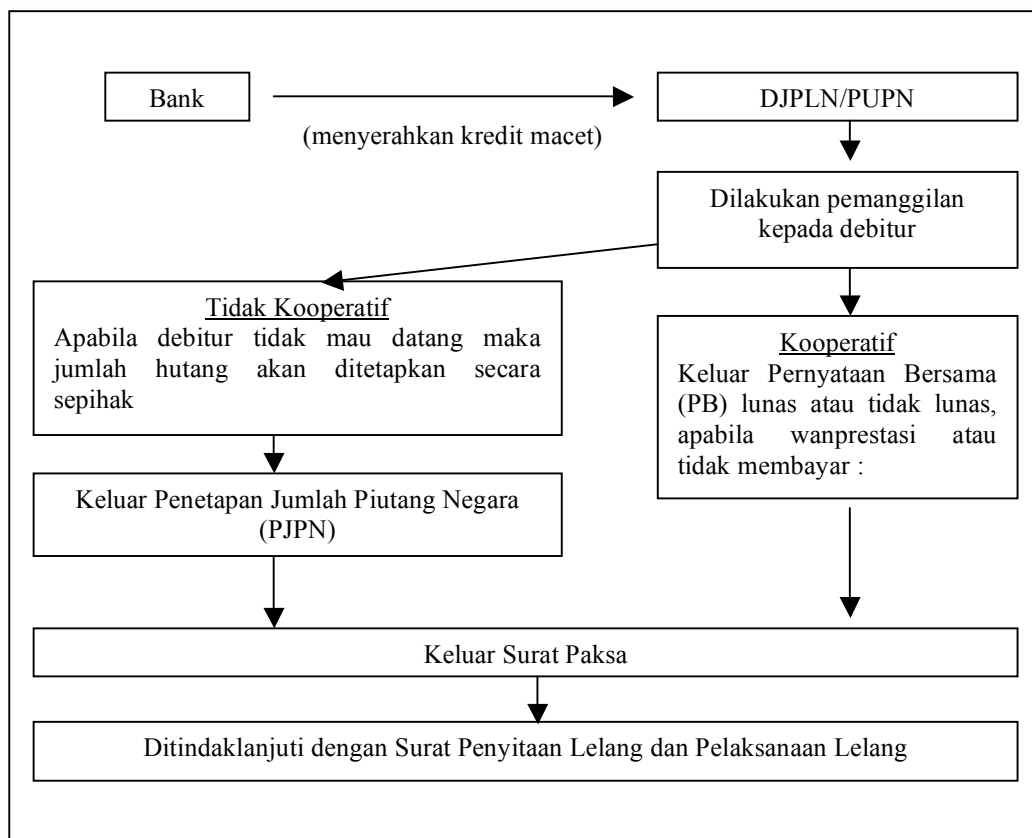 Bank
DJPLN/PUPN
(menyerahkan kredit macet)
Dilakukan pemanggilan
kepada debitur
Tidak Kooperatif
Apabila debitur tidak mau datang maka
jumlah hutang akan ditetapkan secara
sepihak
Kooperatif
Keluar Pernyataan Bersama
(PB) lunas atau tidak lunas,
apabila wanprestasi atau
tidak membayar :
Keluar Penetapan Jumlah Piutang Negara
(PJPN)
Keluar Surat Paksa
Ditindaklanjuti dengan Surat Penyitaan Lelang dan Pelaksanaan Lelang